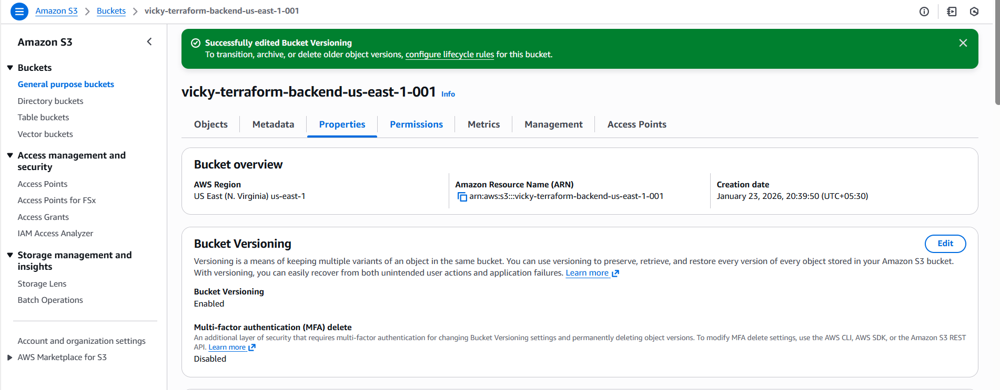 Amazon S3 > Buckets > vicky-terraform-backend-us-east-1-001
Amazon S3
Buckets
General purpose buckets
Directory buckets
Table buckets
Vector buckets
Access management and
security
Access Points
Access Points for FSx
Access Grants
IAM Access Analyzer
Storage management and
insights
Storage Lens
Batch Operations
Account and organization settings
AWS Marketplace for S3
Successfully edited Bucket Versioning
To transition, archive, or delete older object versions, configure lifecycle rules for this bucket.
vicky-terraform-backend-us-east-1-001 Info
Objects Metadata Properties Permissions Metrics Management Access Points
Bucket overview
AWS Region
US East (N. Virginia) us-east-1
Amazon Resource Name (ARN)
arn:aws:s3:::vicky-terraform-backend-us-east-1-001
Creation date
January 23, 2026, 20:39:50 (UTC+05:30)
Bucket Versioning
Edit
Versioning is a means of keeping multiple variants of an object in the same bucket. You can use versioning to preserve, retrieve, and restore every version of every object stored in your Amazon S3 bucket.
With versioning, you can easily recover from both unintended user actions and application failures. Learn more
Bucket Versioning
Enabled
Multi-factor authentication (MFA) delete
An additional layer of security that requires multi-factor authentication for changing Bucket Versioning settings and permanently deleting object versions. To modify MFA delete settings, use the AWS CLI, AWS SDK, or the Amazon S3 REST
API. Learn more
Disabled